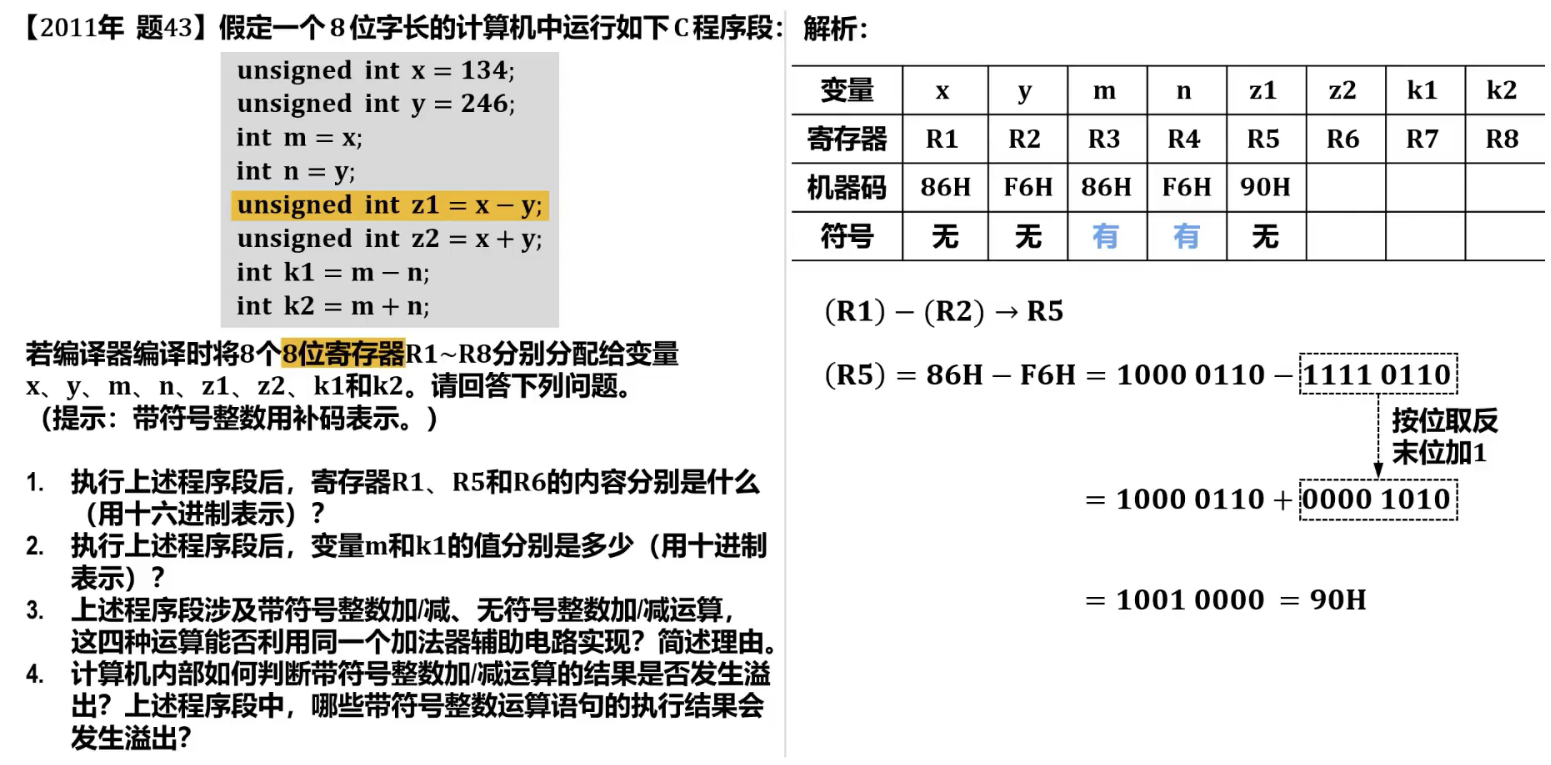 【2011年 题43】假定一个8位字长的计算机中运行如下C程序段：
unsigned int x = 134;
unsigned int y = 246;
int m = x;
int n = y;
unsigned int z1 = x − y;
unsigned int z2 = x + y;
int k1 = m − n;
int k2 = m + n;
若编译器编译时将8个8位寄存器R1~R8分别分配给变量
x、y、m、n、z1、z2、k1和k2。请回答下列问题。
（提示：带符号整数用补码表示。）
1. 执行上述程序段后，寄存器R1、R5和R6的内容分别是什么
（用十六进制表示）？
2. 执行上述程序段后，变量m和k1的值分别是多少（用十进制
表示）？
3. 上述程序段涉及带符号整数加/减、无符号整数加/减运算，
这四种运算能否利用同一个加法器辅助电路实现？简述理由。
4. 计算机内部如何判断带符号整数加/减运算的结果是否发生溢
出？上述程序段中，哪些带符号整数运算语句的执行结果会
发生溢出？
解析：
变量 x y m n z1 z2 k1 k2
寄存器 R1 R2 R3 R4 R5 R6 R7 R8
机器码 86H F6H 86H F6H 90H
符号 无 无 有 有 无
(R1) − (R2) → R5
(R5) = 86H − F6H = 1000 0110 − 1111 0110
按位取反
末位加1
= 1000 0110 + 0000 1010
= 1001 0000 = 90H